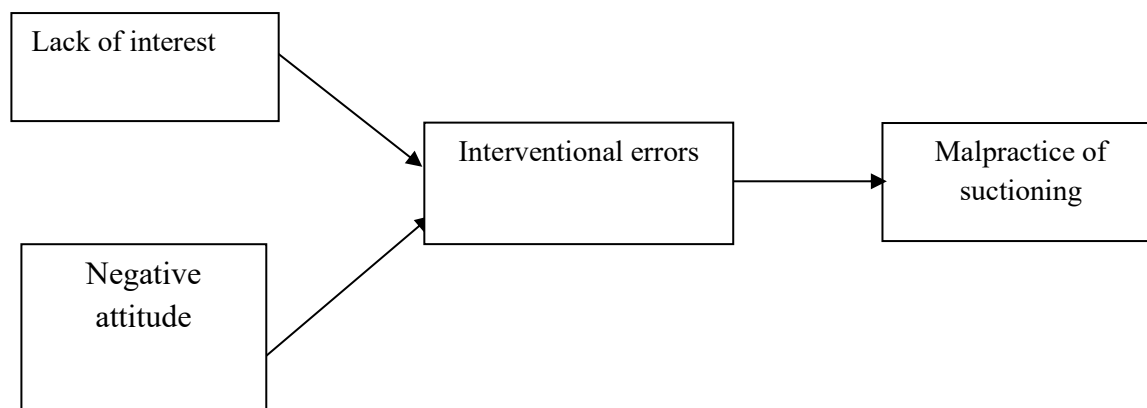 Lack of interest
Interventional errors
Malpractice of
suctioning
Negative
attitude